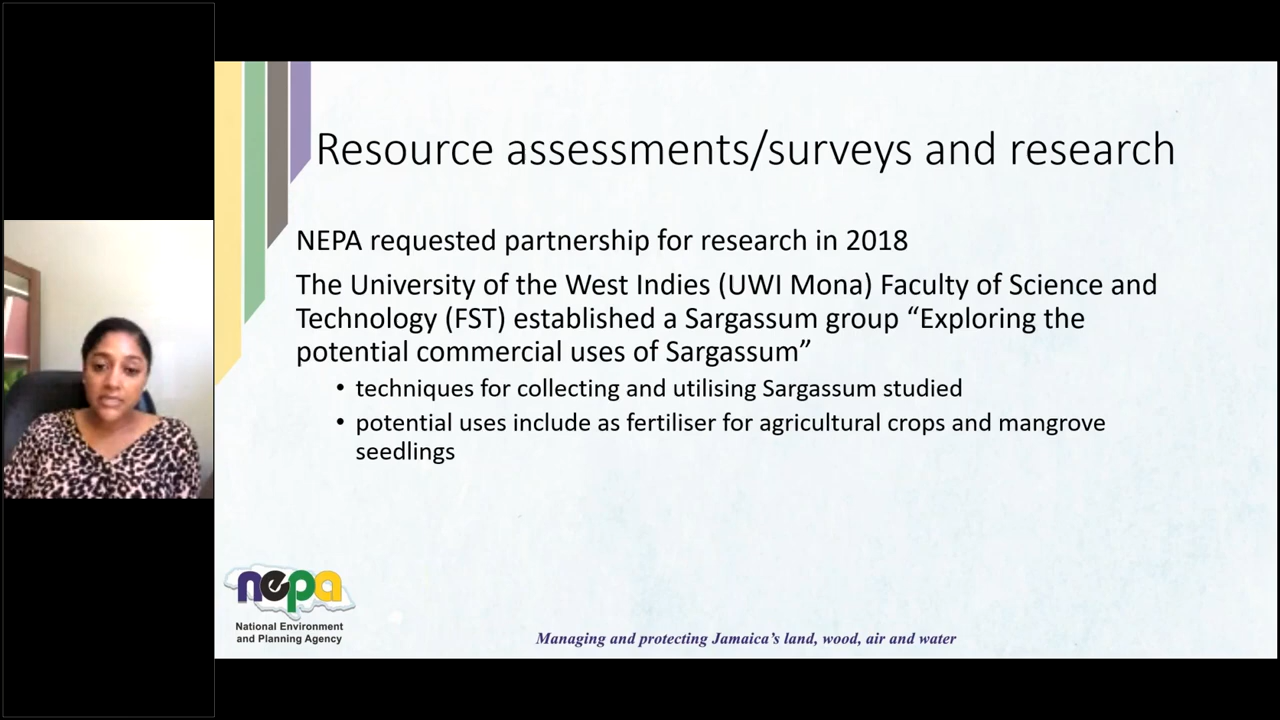 Resource assessments/surveys and research
NEPA requested partnership for research in 2018
The University of the West Indies (UWI Mona) Faculty of Science and
Technology (FST) established a Sargassum group “Exploring the
potential commercial uses of Sargassum”
• techniques for collecting and utilising Sargassum studied
• potential uses include as fertiliser for agricultural crops and mangrove
seedlings
nepa
National Environment
and Planning Agency
Managing and protecting Jamaica’s land, wood, air and water